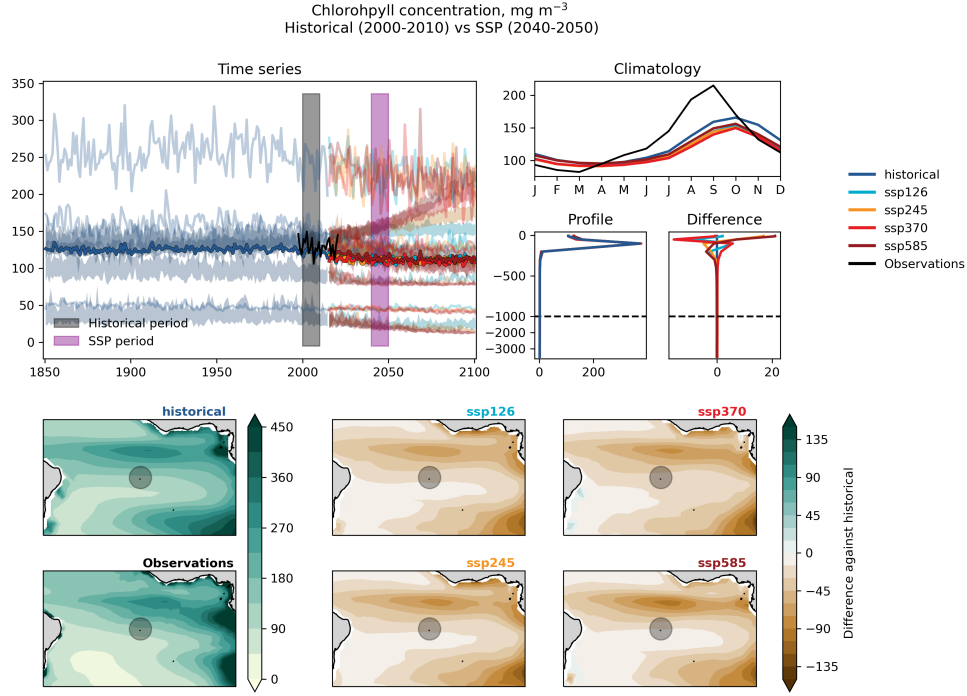 Chlorohpyll concentration, mg m⁻³
Historical (2000-2010) vs SSP (2040-2050)
Time series
350
300
250
200
150
100
50
0
1850
1900
1950
2000
2050
2100
Historical period
SSP period
Climatology
200
150
100
J F M A M J J A S O N D
Profile
0
−500
−1000
−2000
−3000
0
200
Difference
0
20
historical
ssp126
ssp245
ssp370
ssp585
Observations
historical
450
360
270
180
90
0
Observations
ssp126
ssp370
ssp245
ssp585
135
90
45
0
−45
−90
−135
Difference against historical